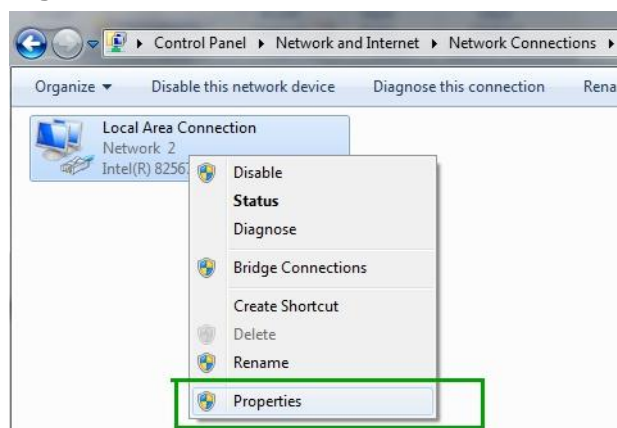 Control Panel ▸ Network and Internet ▸ Network Connections ▸
Organize ▾ Disable this network device Diagnose this connection
Local Area Connection
Network 2
Intel(R)
Disable
Status
Diagnose
Bridge Connections
Create Shortcut
Delete
Rename
Properties